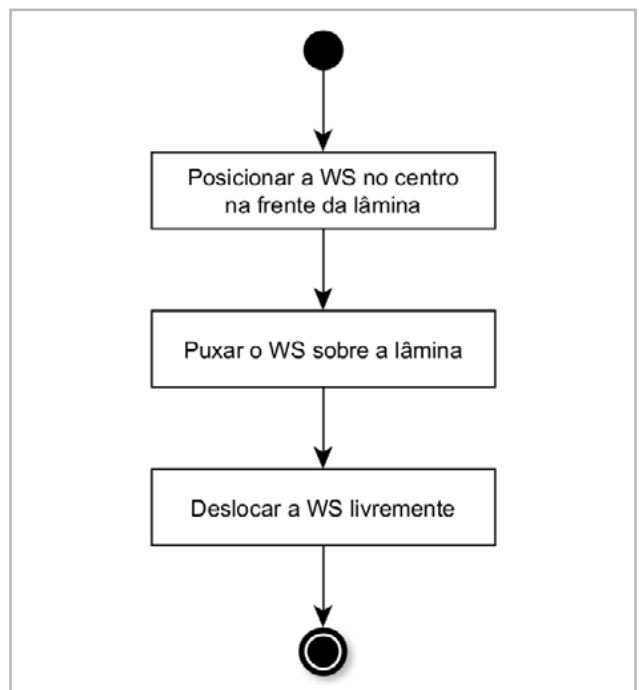 Posicionar a WS no centro
na frente da lâmina
Puxar o WS sobre a lâmina
Deslocar a WS livremente